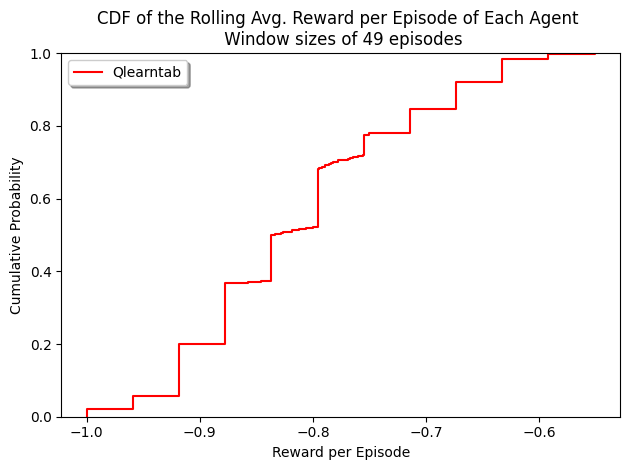 CDF of the Rolling Avg. Reward per Episode of Each Agent
Window sizes of 49 episodes
Qlearntab
1.0
0.8
0.6
0.4
0.2
0.0
Cumulative Probability
−1.0 −0.9 −0.8 −0.7 −0.6
Reward per Episode